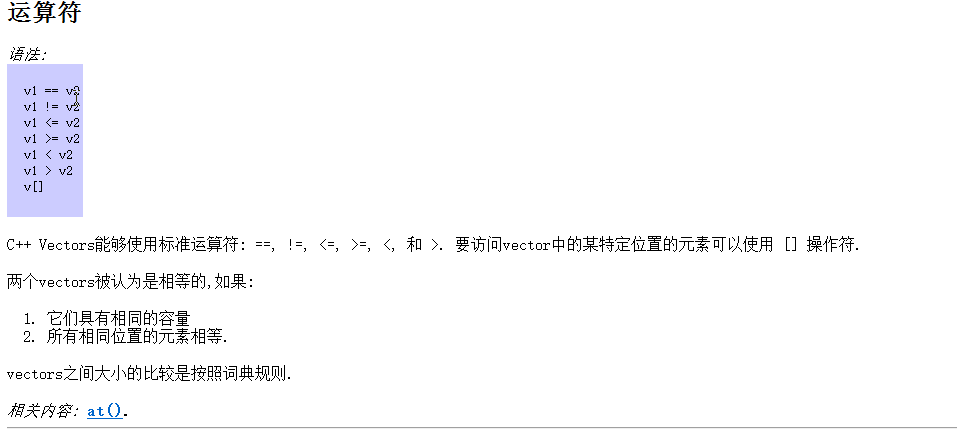 运算符
语法:
v1 == v2
v1 != v2
v1 <= v2
v1 >= v2
v1 < v2
v1 > v2
v[]
C++ Vectors能够使用标准运算符: ==, !=, <=, >=, <, 和 >. 要访问vector中的某特定位置的元素可以使用 [] 操作符.
两个vectors被认为是相等的,如果:
1. 它们具有相同的容量
2. 所有相同位置的元素相等.
vectors之间大小的比较是按照词典规则.
相关内容: at().